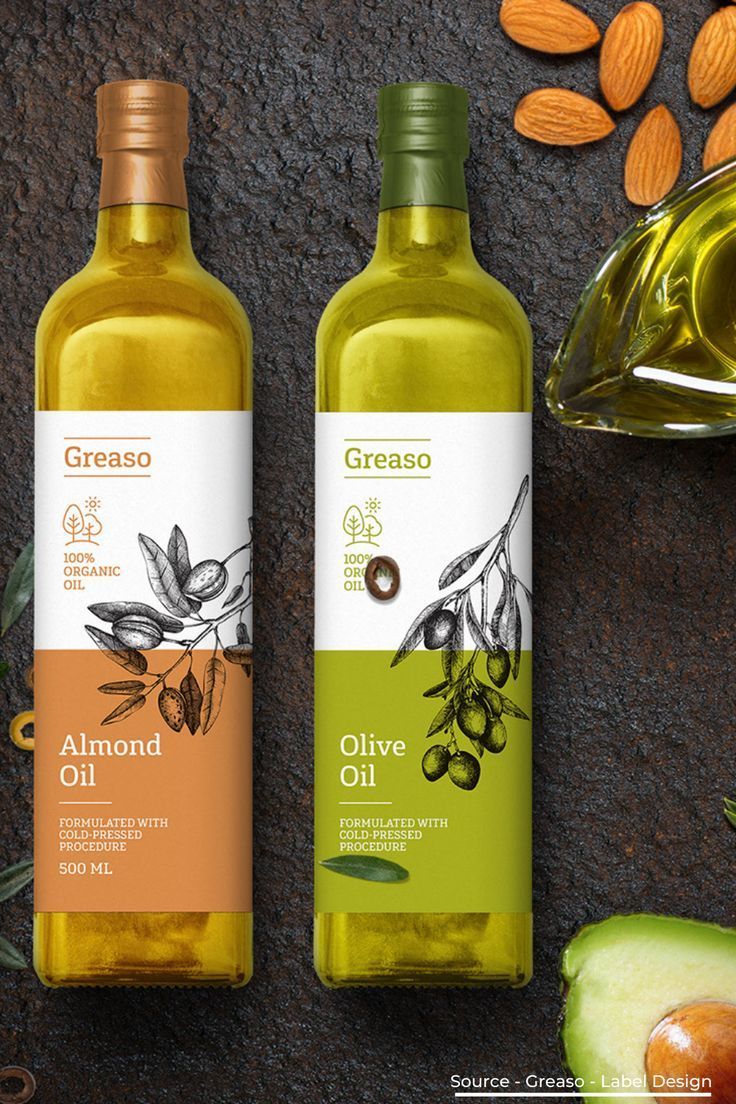 Greaso
100%
ORGANIC
OIL
Almond
Oil
FORMULATED WITH
COLD-PRESSED
PROCEDURE
500 ML
Greaso
100%
OIL
Olive
Oil
FORMULATED WITH
COLD-PRESSED
PROCEDURE
Source - Greaso - Label Design